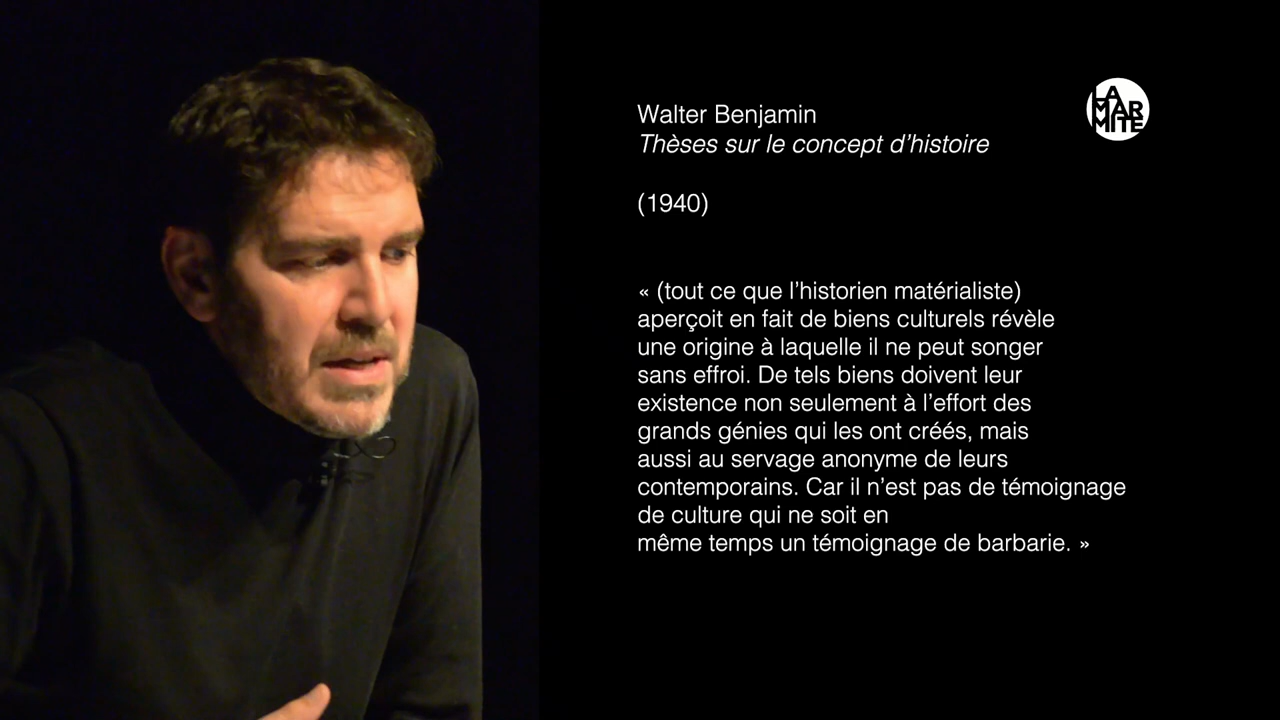 Walter Benjamin
Thèses sur le concept d’histoire
(1940)
« (tout ce que l’historien matérialiste)
aperçoit en fait de biens culturels révèle
une origine à laquelle il ne peut songer
sans effroi. De tels biens doivent leur
existence non seulement à l’effort des
grands génies qui les ont créés, mais
aussi au servage anonyme de leurs
contemporains. Car il n’est pas de témoignage
de culture qui ne soit en
même temps un témoignage de barbarie. »
LA
MAR
MITE